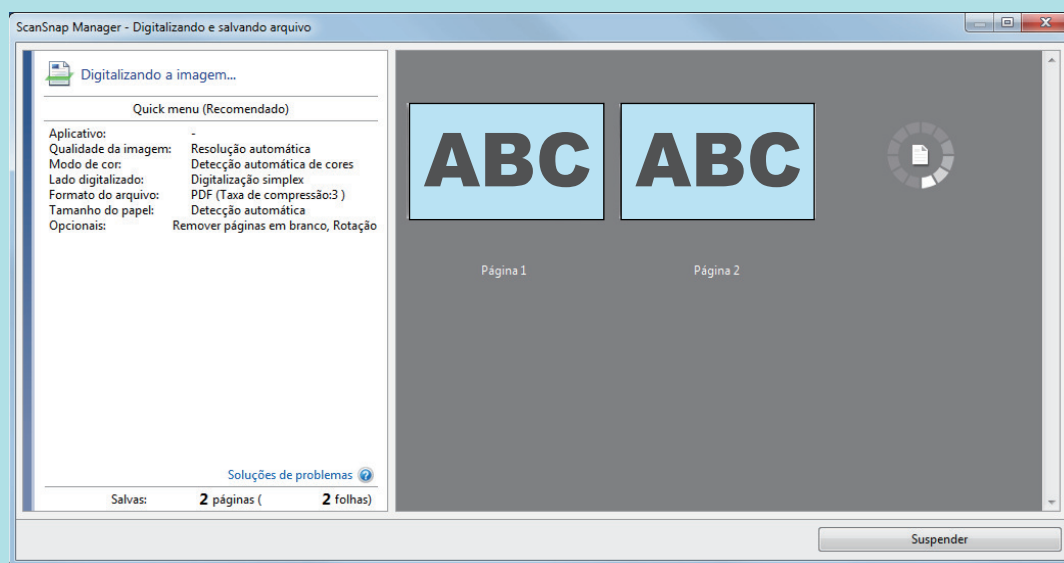 ScanSnap Manager - Digitalizando e salvando arquivo
Digitalizando a imagem...
Quick menu (Recomendado)
Aplicativo: -
Qualidade da imagem: Resolução automática
Modo de cor: Detecção automática de cores
Lado digitalizado: Digitalização simplex
Formato do arquivo: PDF (Taxa de compressão:3 )
Tamanho do papel: Detecção automática
Opcionais: Remover páginas em branco, Rotação
Soluções de problemas
Salvas: 2 páginas ( 2 folhas)
ABC
Página 1
ABC
Página 2
Suspender